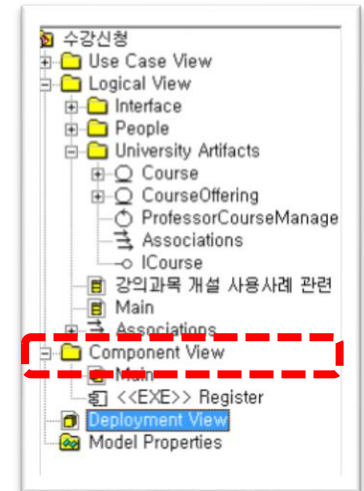 수강신청
Use Case View
Logical View
Interface
People
University Artifacts
Course
CourseOffering
ProfessorCourseManage
Associations
ICourse
강의과목 개설 사용사례 관련
Main
Associations
Component View
Main
<<EXE>> Register
Deployment View
Model Properties